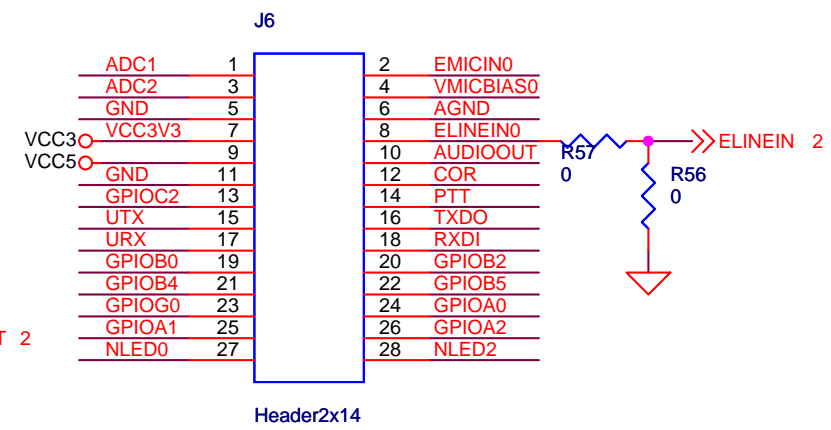 J6
ADC1 1 2 EMICIN0
ADC2 3 4 VMICBIAS0
GND 5 6 AGND
VCC3 VCC3V3 7 8 ELINEIN0 ELINEIN 2
VCC5 9 10 AUDIOOUT R57
GND 11 12 COR 0 R56
GPIOC2 13 14 PTT 0
UTX 15 16 TXDO
URX 17 18 RXDI
GPIOB0 19 20 GPIOB2
GPIOB4 21 22 GPIOB5
GPIOG0 23 24 GPIOA0
GPIOA1 25 26 GPIOA2
T 2
NLED0 27 28 NLED2
Header2x14